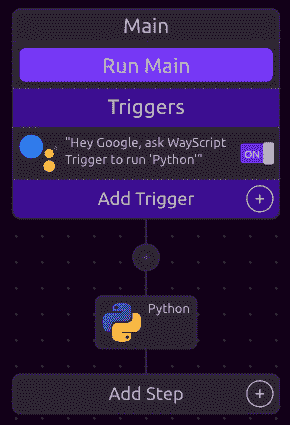 Main
Run Main
Triggers
"Hey Google, ask WayScript
Trigger to run 'Python'"
ON
Add Trigger
Python
Add Step